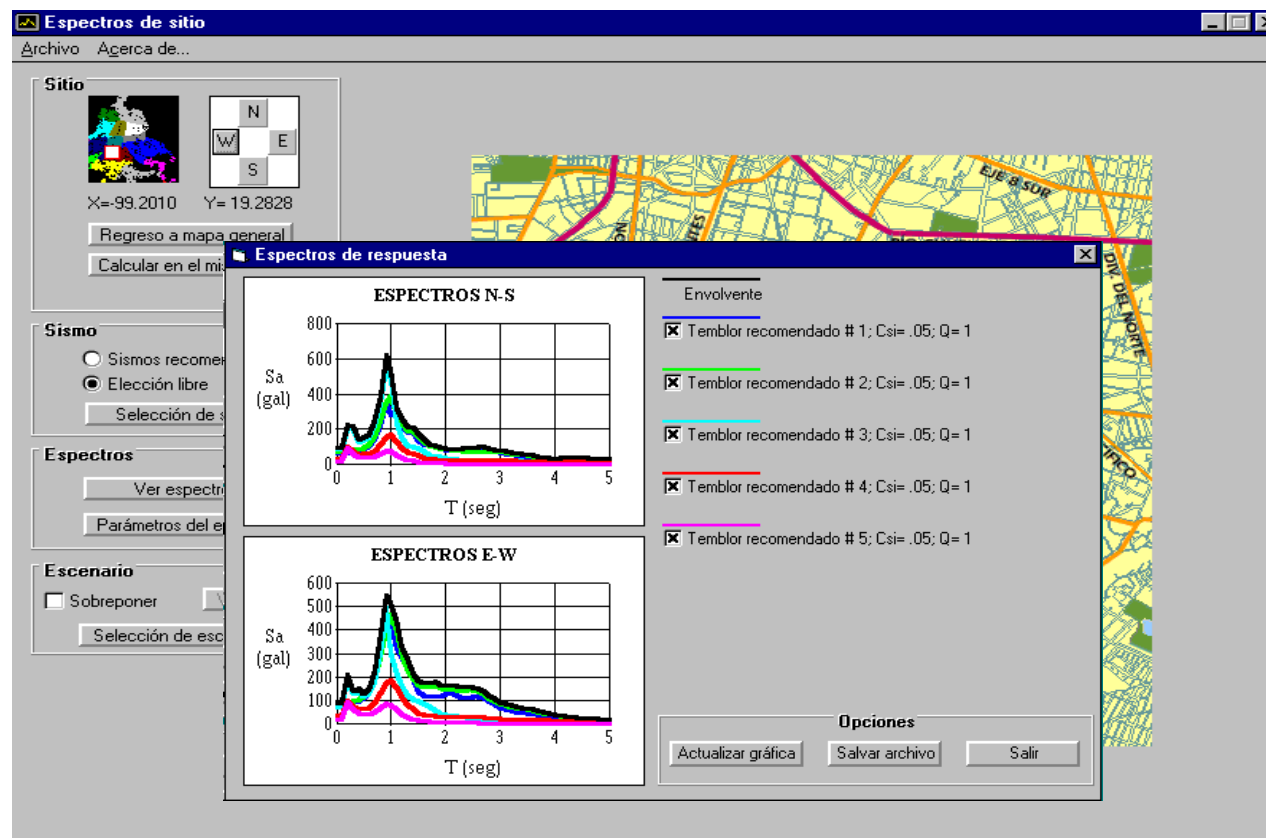 Espectros de sitio
Archivo Acerca de...
Sitio
N
W E
S
X=-99.2010 Y= 19.2828
Regreso a mapa general
Calcular en el mi
Sismo
Sismos recome
Elección libre
Selección de s
Espectros
Ver espectr
Parámetros del e
Escenario
Sobreponer
Selección de esc
EJE 8 SUR
DIV. DEL NORTE
Espectros de respuesta
ESPECTROS N-S
Sa
(gal)
800
600
400
200
0
0 1 2 3 4 5
T (seg)
ESPECTROS E-W
Sa
(gal)
600
500
400
300
200
100
0
0 1 2 3 4 5
T (seg)
Envolvente
Temblor recomendado # 1; Csi= .05; Q= 1
Temblor recomendado # 2; Csi= .05; Q= 1
Temblor recomendado # 3; Csi= .05; Q= 1
Temblor recomendado # 4; Csi= .05; Q= 1
Temblor recomendado # 5; Csi= .05; Q= 1
Opciones
Actualizar gráfica Salvar archivo Salir